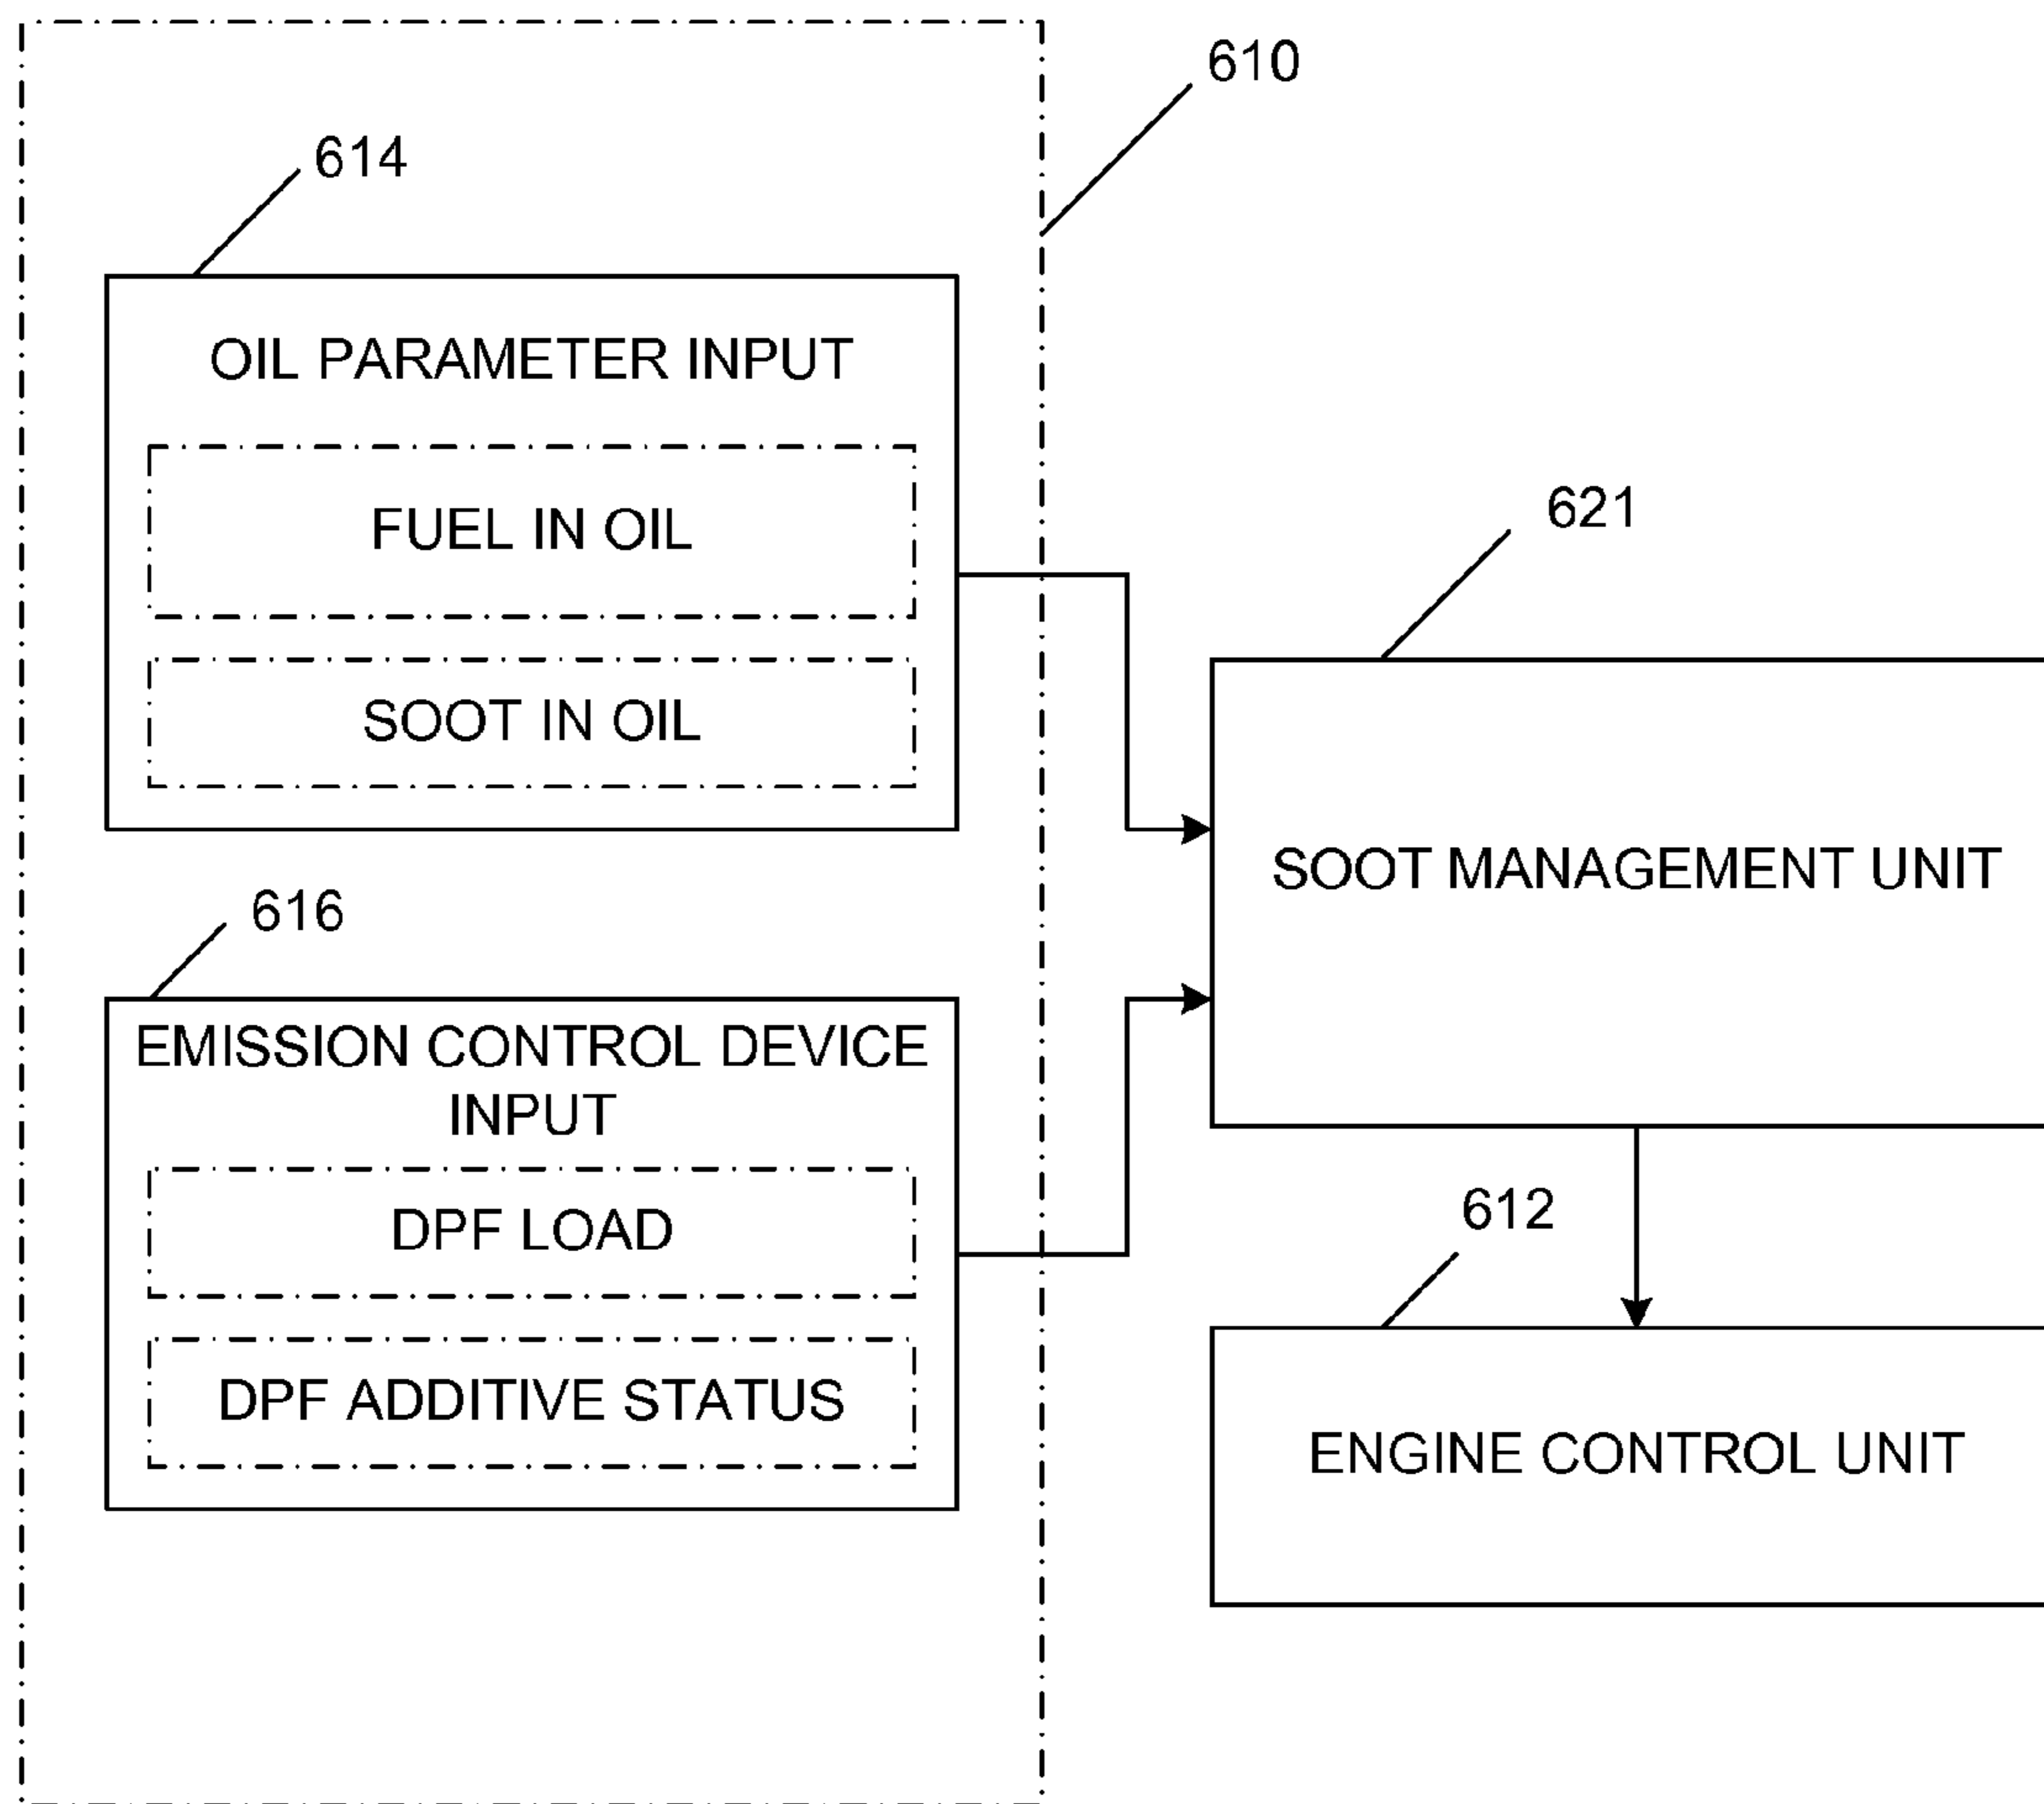 610
614
OIL PARAMETER INPUT
FUEL IN OIL
SOOT IN OIL
621
SOOT MANAGEMENT UNIT
616
EMISSION CONTROL DEVICE
INPUT
DPF LOAD
DPF ADDITIVE STATUS
612
ENGINE CONTROL UNIT